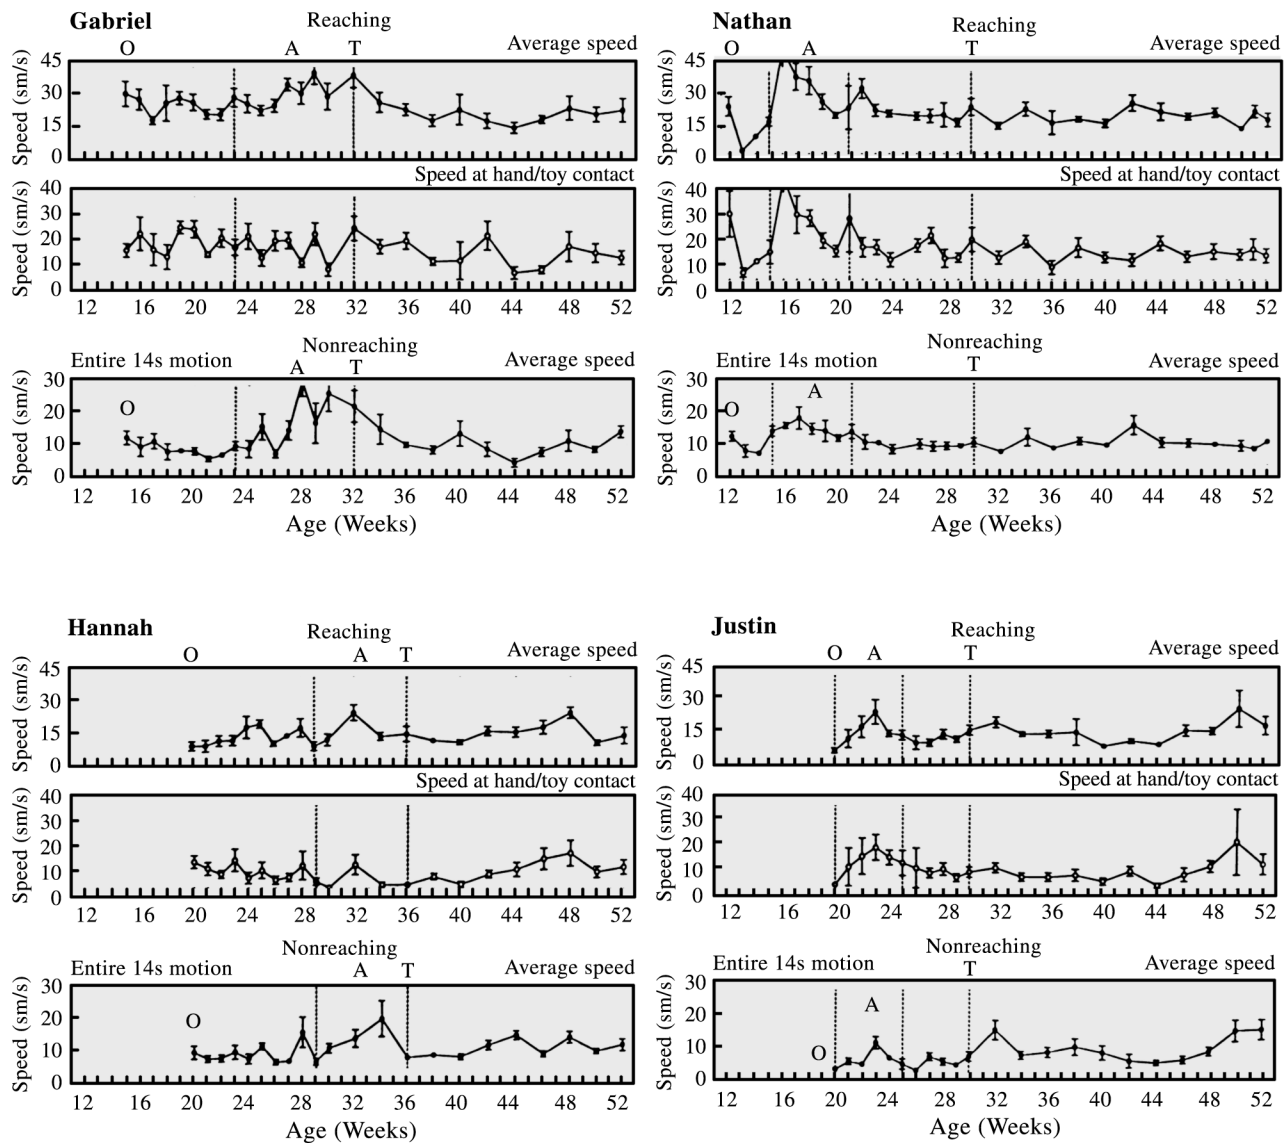 Gabriel
Reaching
O A T Average speed
Speed (sm/s)
45
30
15
0
Speed at hand/toy contact
Speed (sm/s)
40
30
20
10
0
12 16 20 24 28 32 36 40 44 48 52
Nonreaching
Entire 14s motion A T Average speed
Speed (sm/s)
30
20
10
0
O
12 16 20 24 28 32 36 40 44 48 52
Age (Weeks)
Nathan
Reaching
O A T Average speed
Speed (sm/s)
45
30
15
0
Speed at hand/toy contact
Speed (sm/s)
40
30
20
10
0
12 16 20 24 28 32 36 40 44 48 52
Nonreaching
Entire 14s motion T Average speed
Speed (sm/s)
30
20
10
0
O A
12 16 20 24 28 32 36 40 44 48 52
Age (Weeks)
Hannah
Reaching
O A T Average speed
Speed (sm/s)
45
30
15
0
Speed at hand/toy contact
Speed (sm/s)
40
30
20
10
0
12 16 20 24 28 32 36 40 44 48 52
Nonreaching
Entire 14s motion A T Average speed
Speed (sm/s)
30
20
10
0
O
12 16 20 24 28 32 36 40 44 48 52
Age (Weeks)
Justin
Reaching
O A T Average speed
Speed (sm/s)
45
30
15
0
Speed at hand/toy contact
Speed (sm/s)
40
30
20
10
0
12 16 20 24 28 32 36 40 44 48 52
Nonreaching
Entire 14s motion T Average speed
Speed (sm/s)
30
20
10
0
A
O
12 16 20 24 28 32 36 40 44 48 52
Age (Weeks)